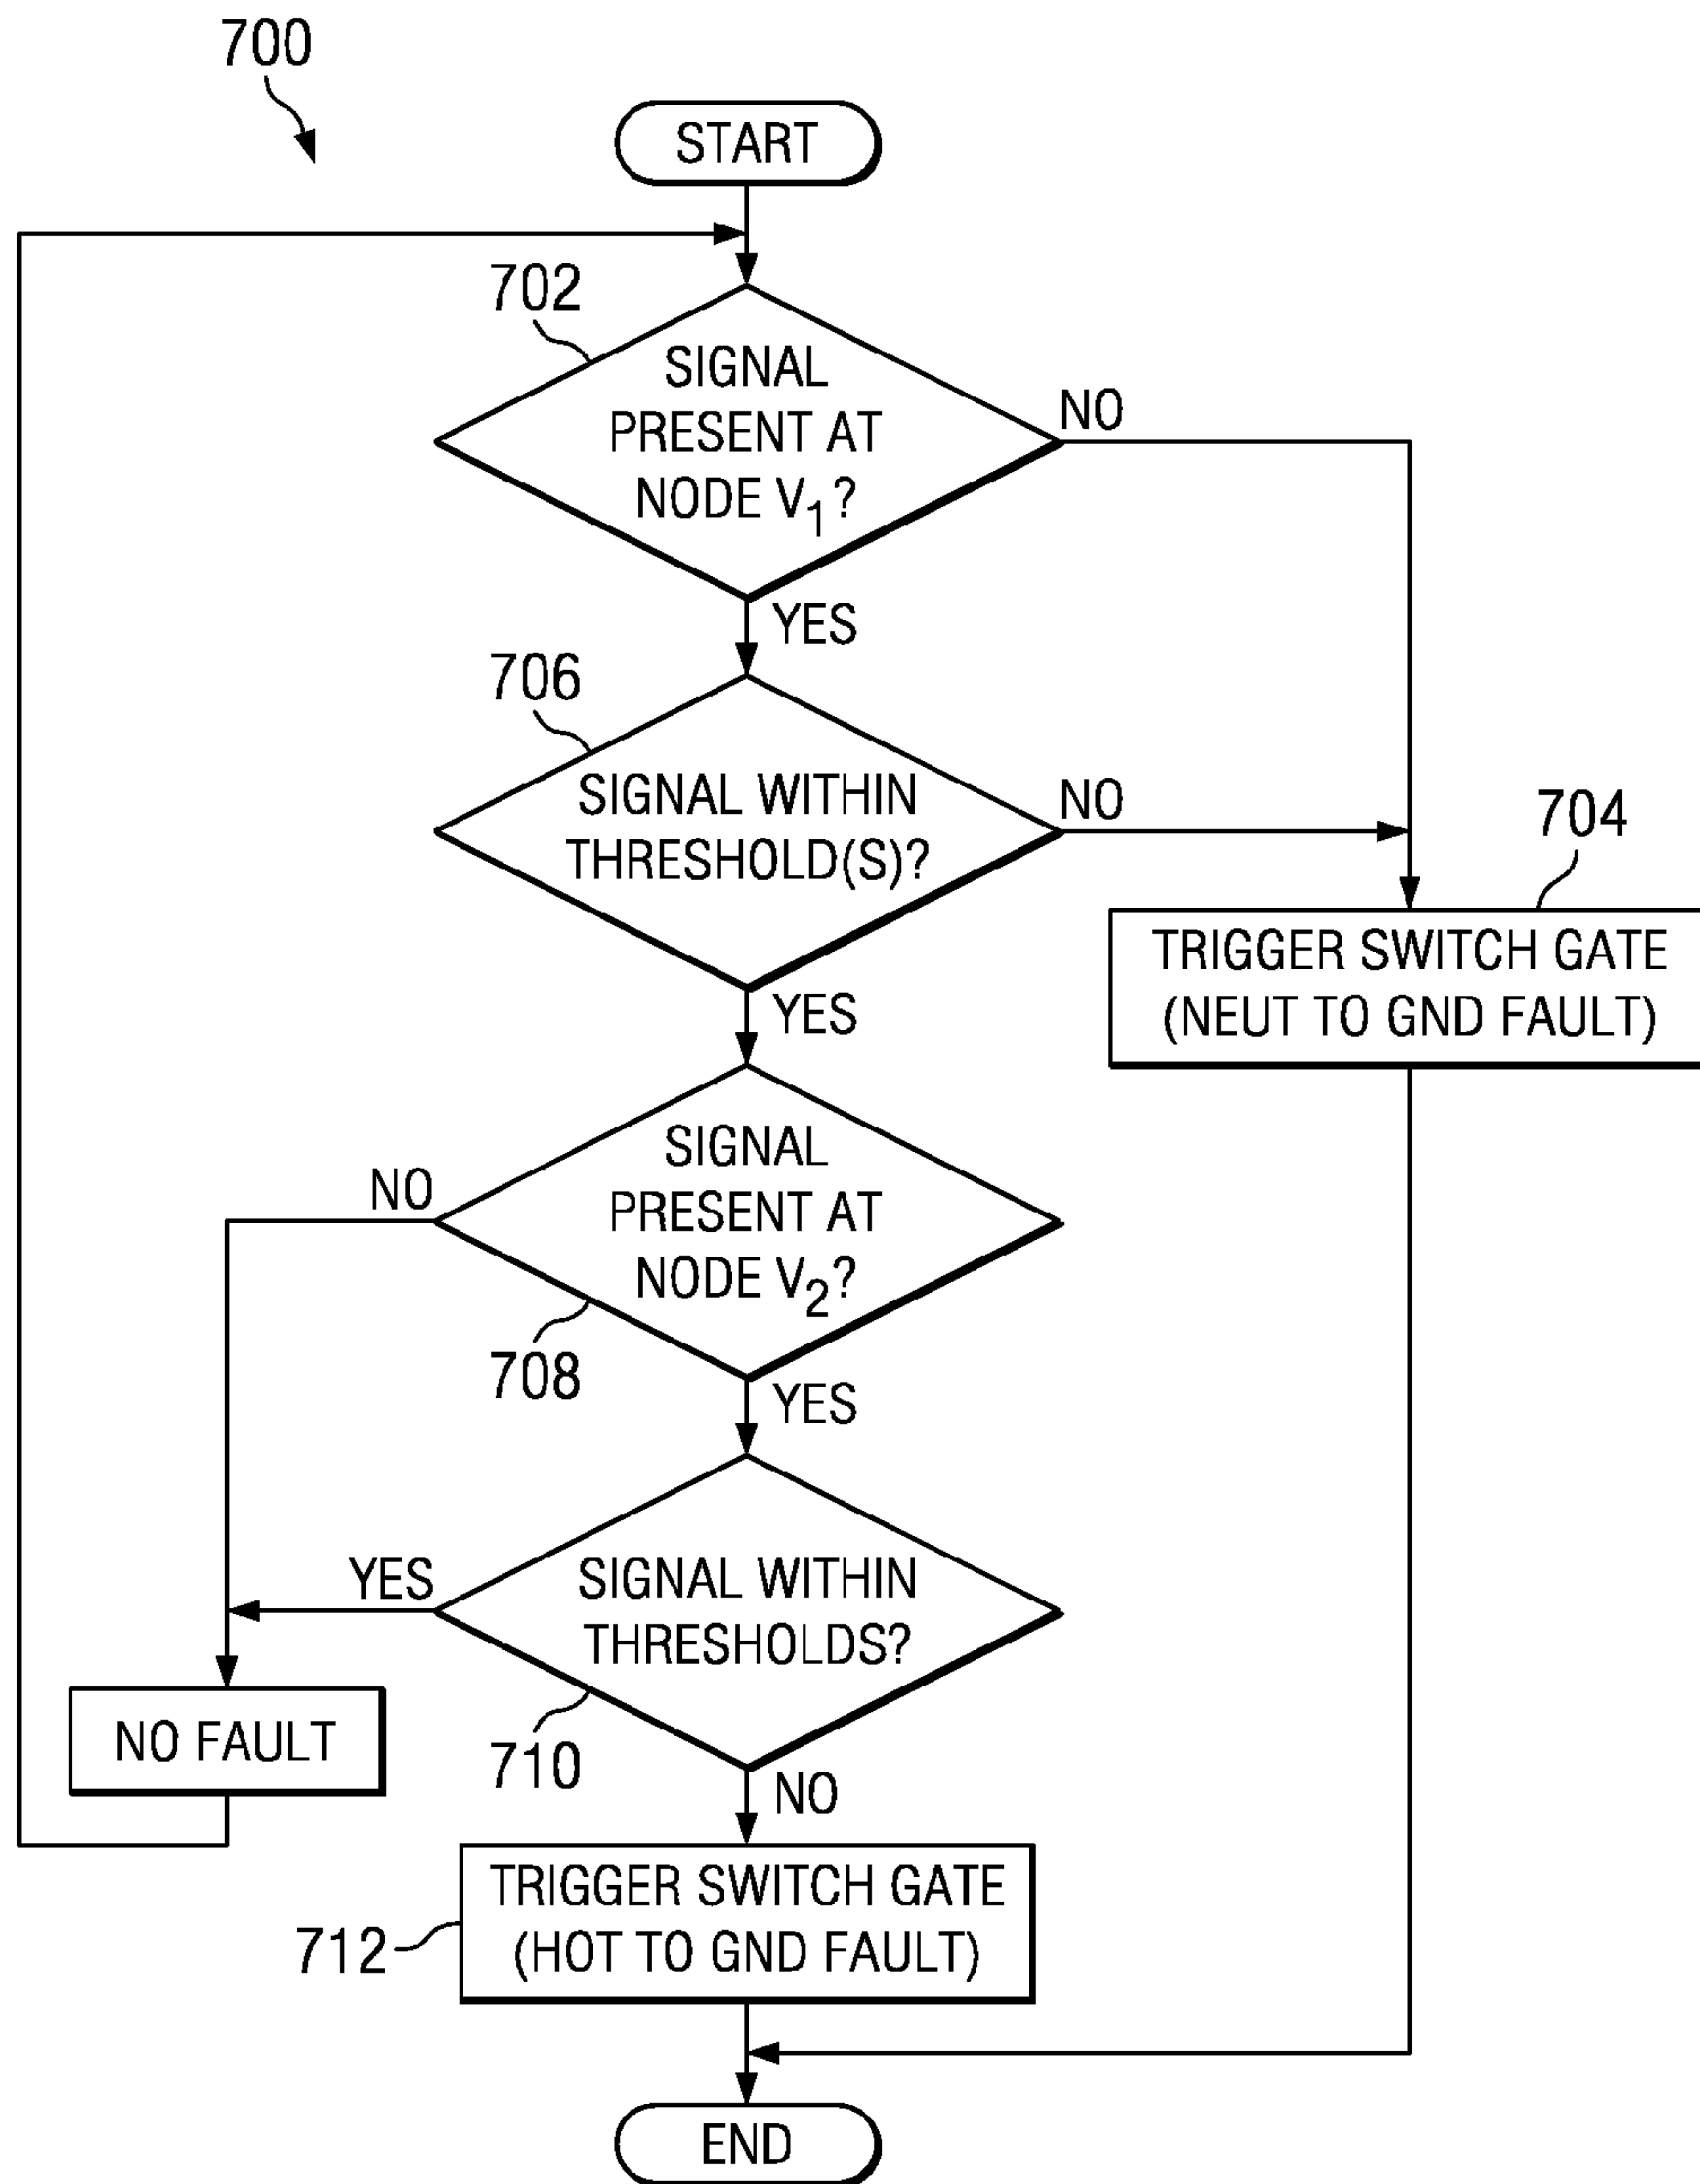 700
START
702
SIGNAL
PRESENT AT
NODE V1?
NO
YES
706
SIGNAL WITHIN
THRESHOLD(S)?
NO
704
TRIGGER SWITCH GATE
(NEUT TO GND FAULT)
YES
SIGNAL
PRESENT AT
NODE V2?
NO
708
YES
SIGNAL WITHIN
THRESHOLDS?
YES
NO FAULT
710
NO
TRIGGER SWITCH GATE
(HOT TO GND FAULT)
712
END